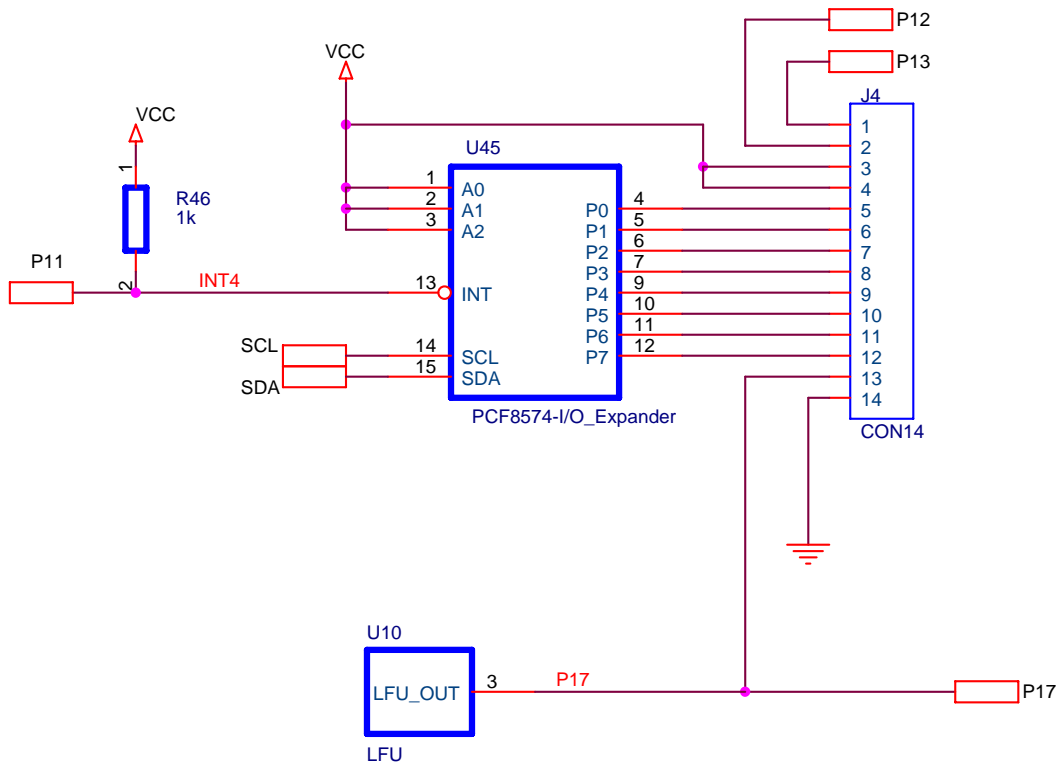 P12
P13
VCC
J4
VCC
1
1
2
U45
3
1
R46
A0
4
1k
2
A1
P0
4
5
3
A2
P1
5
6
P2
6
7
P11
P3
7
8
2
INT4
13
INT
P4
9
9
P5
10
10
P6
11
11
SCL
14
SCL
P7
12
12
15
SDA
13
SDA
14
PCF8574-I/O_Expander
CON14
U10
LFU_OUT
3
P17
P17
LFU